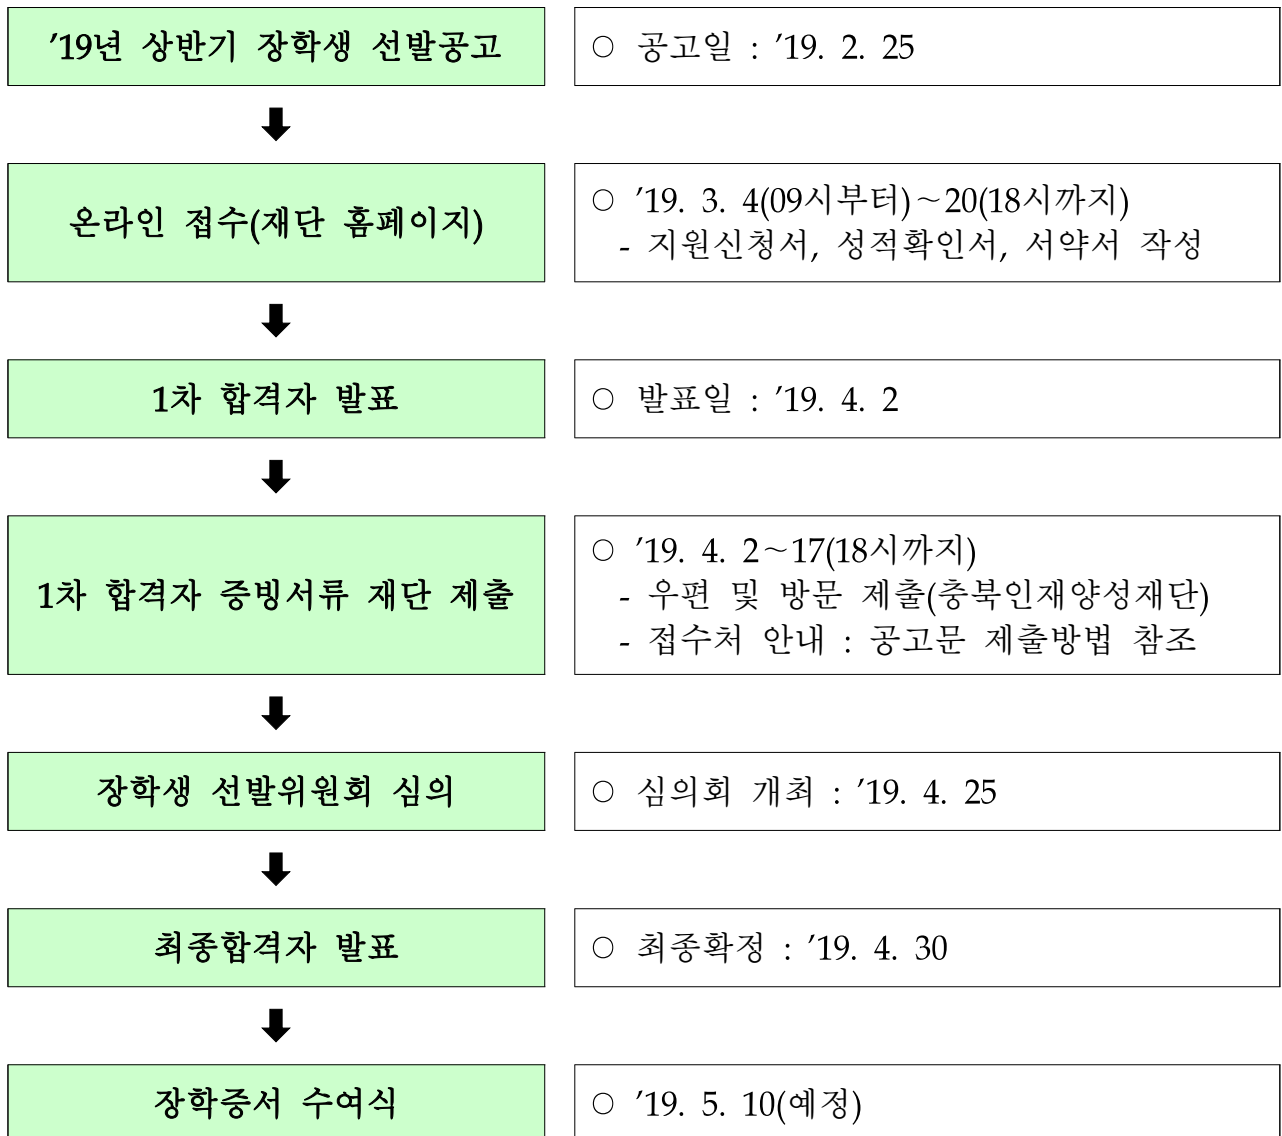 ′19년 상반기 장학생 선발공고
○ 공고일 : ′19. 2. 25
온라인 접수(재단 홈페이지)
○ ′19. 3. 4(09시부터)~20(18시까지)
- 지원신청서, 성적확인서, 서약서 작성
1차 합격자 발표
○ 발표일 : ′19. 4. 2
1차 합격자 증빙서류 재단 제출
○ ′19. 4. 2~17(18시까지)
- 우편 및 방문 제출(충북인재양성재단)
- 접수처 안내 : 공고문 제출방법 참조
장학생 선발위원회 심의
○ 심의회 개최 : ′19. 4. 25
최종합격자 발표
○ 최종확정 : ′19. 4. 30
장학증서 수여식
○ ′19. 5. 10(예정)